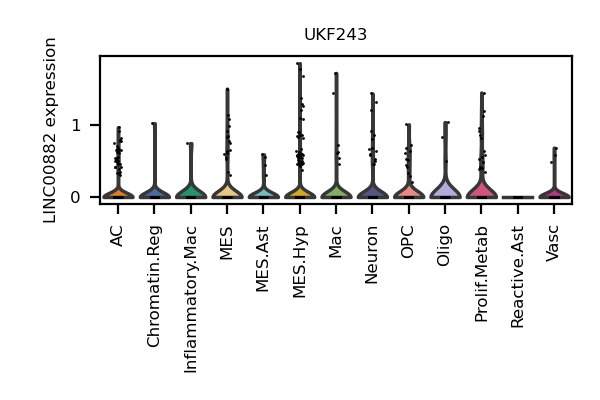 UKF243
LINC00882 expression
1
0
AC
Chromatin.Reg
Inflammatory.Mac
MES
MES.Ast
MES.Hyp
Mac
Neuron
OPC
Oligo
Prolif.Metab
Reactive.Ast
Vasc